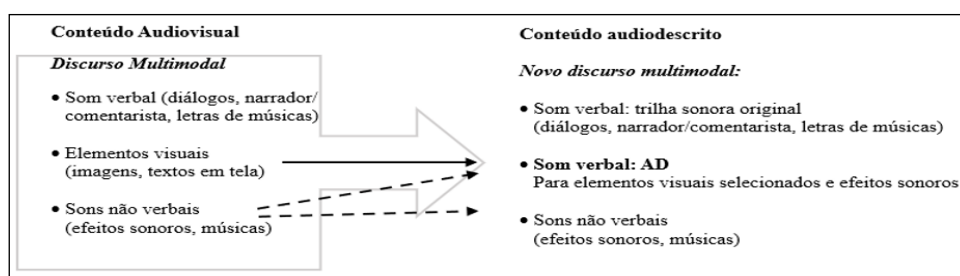 Conteúdo Audiovisual
Discurso Multimodal
• Som verbal (diálogos, narrador/
comentarista, letras de músicas)
• Elementos visuais
(imagens, textos em tela)
• Sons não verbais
(efeitos sonoros, músicas)
Conteúdo audiodescrito
Novo discurso multimodal:
• Som verbal: trilha sonora original
(diálogos, narrador/comentarista, letras de músicas)
• Som verbal: AD
Para elementos visuais selecionados e efeitos sonoros
• Sons não verbais
(efeitos sonoros, músicas)